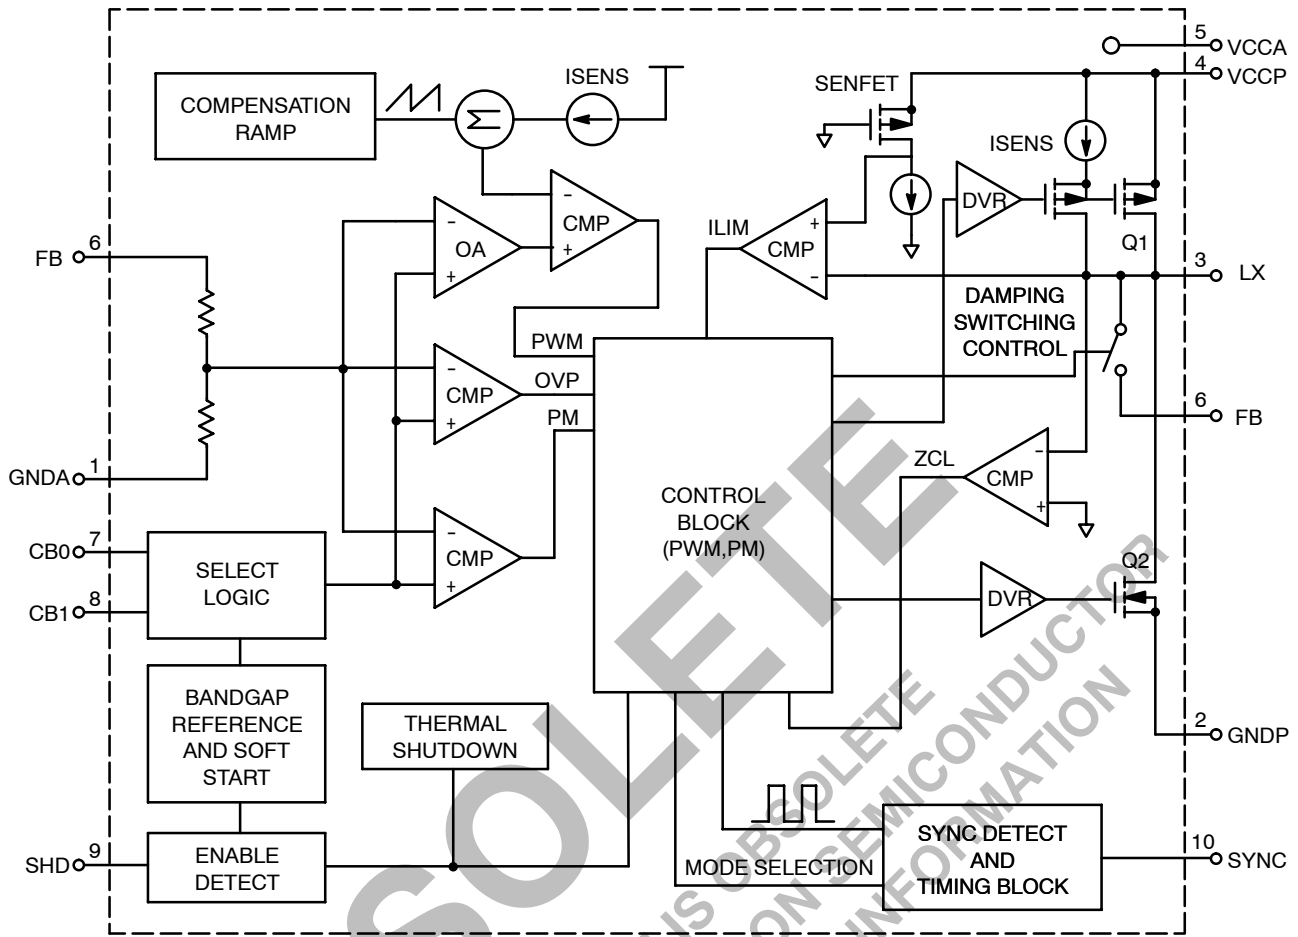 5
VCCA
4
VCCP
COMPENSATION
RAMP
Σ
ISENS
SENFET
ISENS
DVR
Q1
6
FB
−
+
OA
−
+
CMP
ILIM
CMP
+
−
3
LX
DAMPING
SWITCHING
CONTROL
PWM
−
+
CMP
OVP
PM
6
FB
1
GNDA
ZCL
CMP
−
+
CONTROL
BLOCK
(PWM,PM)
7
CB0
8
CB1
SELECT
LOGIC
−
+
CMP
DVR
Q2
BANDGAP
REFERENCE
AND SOFT
START
THERMAL
SHUTDOWN
2
GNDP
9
SHD
ENABLE
DETECT
MODE SELECTION
SYNC DETECT
AND
TIMING BLOCK
10
SYNC
SOLETE
IS OBSOLETE
ON SEMICONDUCTOR
INFORMATION